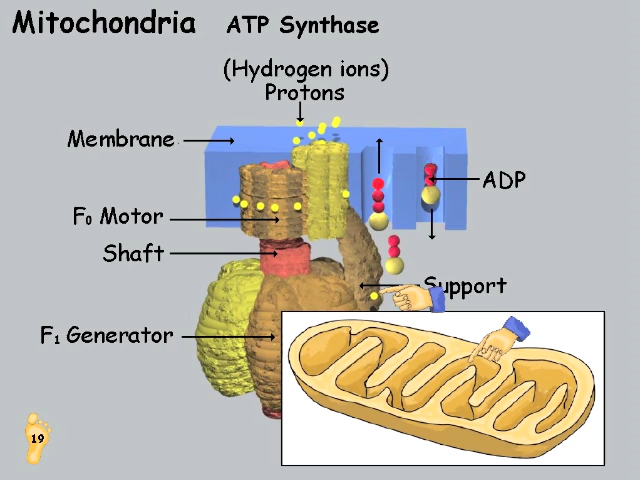 Mitochondria ATP Synthase
(Hydrogen ions)
Protons
Membrane
ADP
F₀ Motor
Shaft
Support
F₁ Generator
19